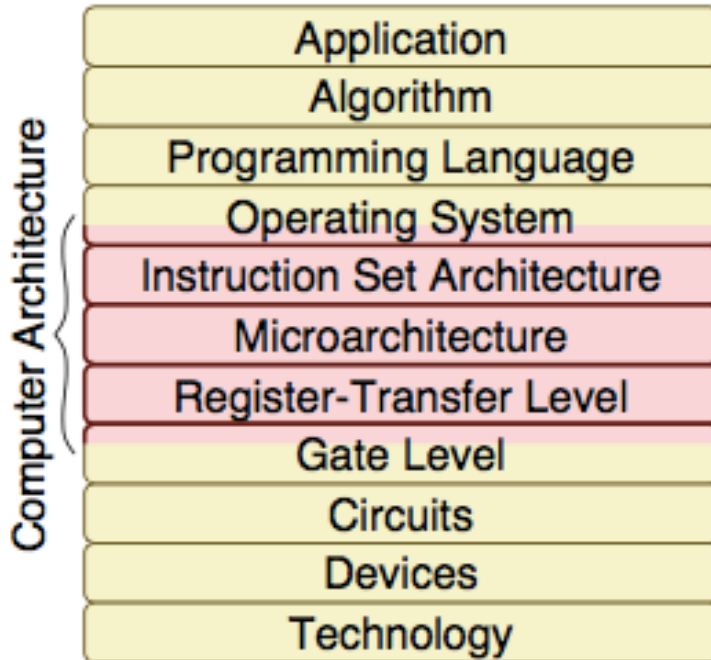 Application
Algorithm
Programming Language
Operating System
Instruction Set Architecture
Microarchitecture
Register-Transfer Level
Gate Level
Circuits
Devices
Technology
Computer Architecture